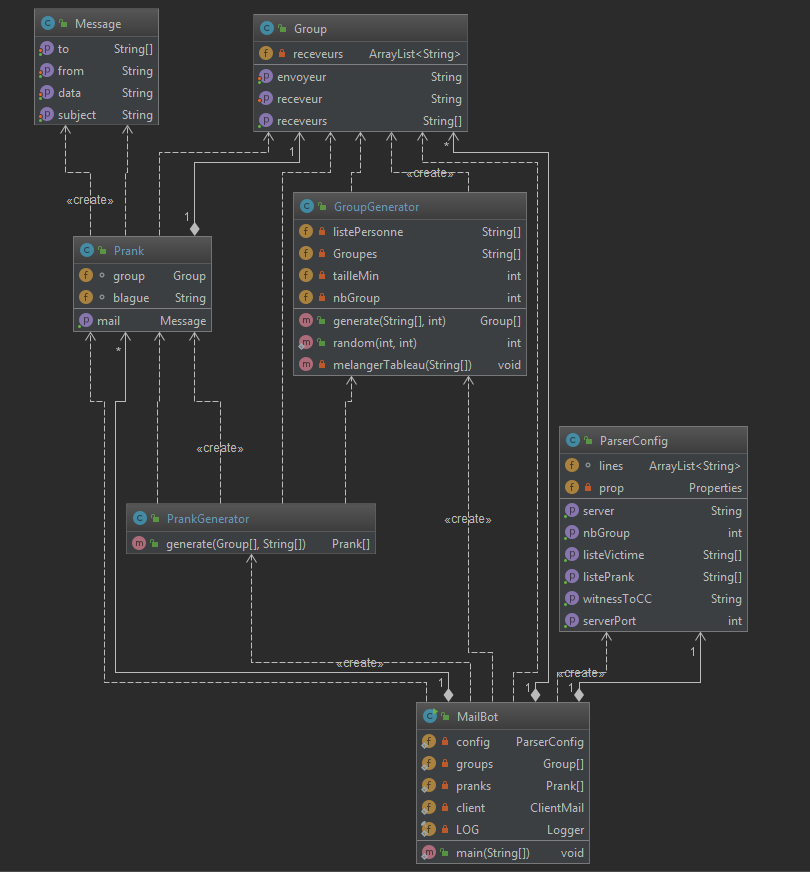 Message
to String[]
from String
data String
subject String
Group
receveurs ArrayList<String>
envoyeur String
receveur String
receveurs String[]
1
*
«create»
«create»
1
GroupGenerator
listePersonne String[]
Groupes String[]
tailleMin int
nbGroup int
generate(String[], int) Group[]
random(int, int) int
melangerTableau(String[]) void
Prank
group Group
blague String
mail Message
*
«create»
ParserConfig
lines ArrayList<String>
prop Properties
server String
nbGroup int
listeVictime String[]
listePrank String[]
witnessToCC String
serverPort int
PrankGenerator
generate(Group[], String[]) Prank[]
«create»
1
«create»
«create»
1
1
1
MailBot
config ParserConfig
groups Group[]
pranks Prank[]
client ClientMail
LOG Logger
main(String[]) void